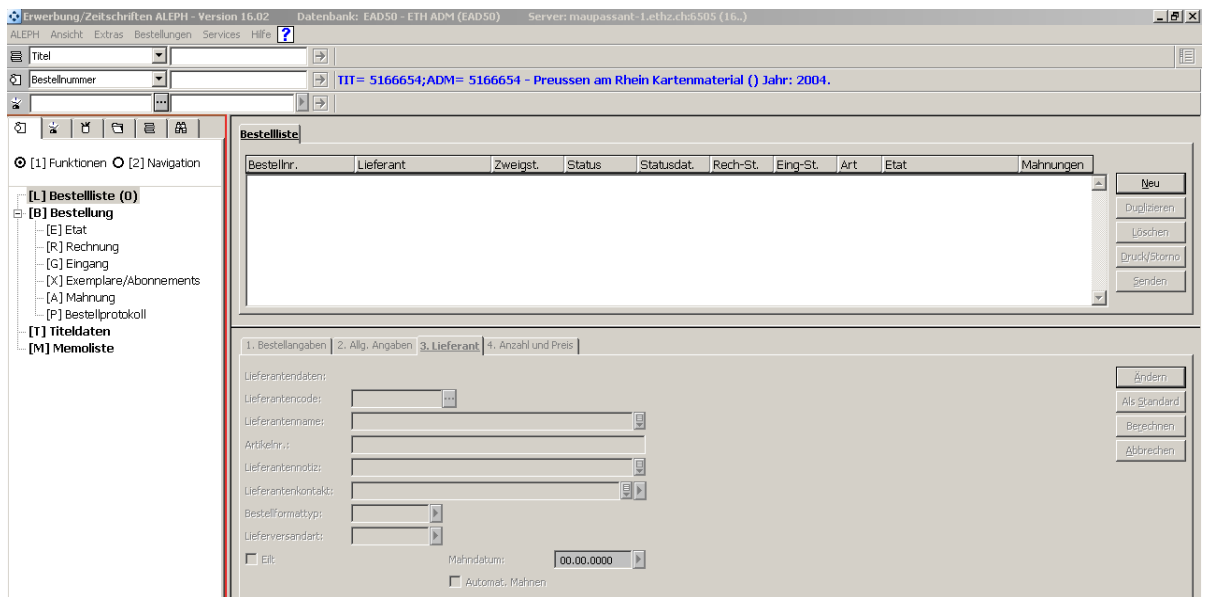 Erwerbung/Zeitschriften ALEPH - Version 16.02 Datenbank: EAD50 - ETH ADM (EAD50) Server: maupassant-1.ethz.ch:6505 (16..)
ALEPH Ansicht Extras Bestellungen Services Hilfe ?
Titel
Bestellnummer TIT= 5166654;ADM= 5166654 - Preussen am Rhein Kartenmaterial () Jahr: 2004.
[1] Funktionen [2] Navigation
[L] Bestellliste (0)
[B] Bestellung
[E] Etat
[R] Rechnung
[G] Eingang
[X] Exemplare/Abonnements
[A] Mahnung
[P] Bestellprotokoll
[T] Titeldaten
[M] Memoliste
Bestellliste
Bestellnr. Lieferant Zweigst. Status Statusdat. Rech-St. Eing-St. Art Etat Mahnungen
Neu
Duplizieren
Löschen
Druck/Storno
Senden
1. Bestellangaben 2. Allg. Angaben 3. Lieferant 4. Anzahl und Preis
Lieferantendaten:
Lieferantencode:
Lieferantenname:
Artikelnr.:
Lieferantennotiz:
Lieferantenkontakt:
Bestellformattyp:
Lieferversandart:
Eilt Mahndatum: 00.00.0000
Automat. Mahnen
Ändern
Als Standard
Berechnen
Abbrechen